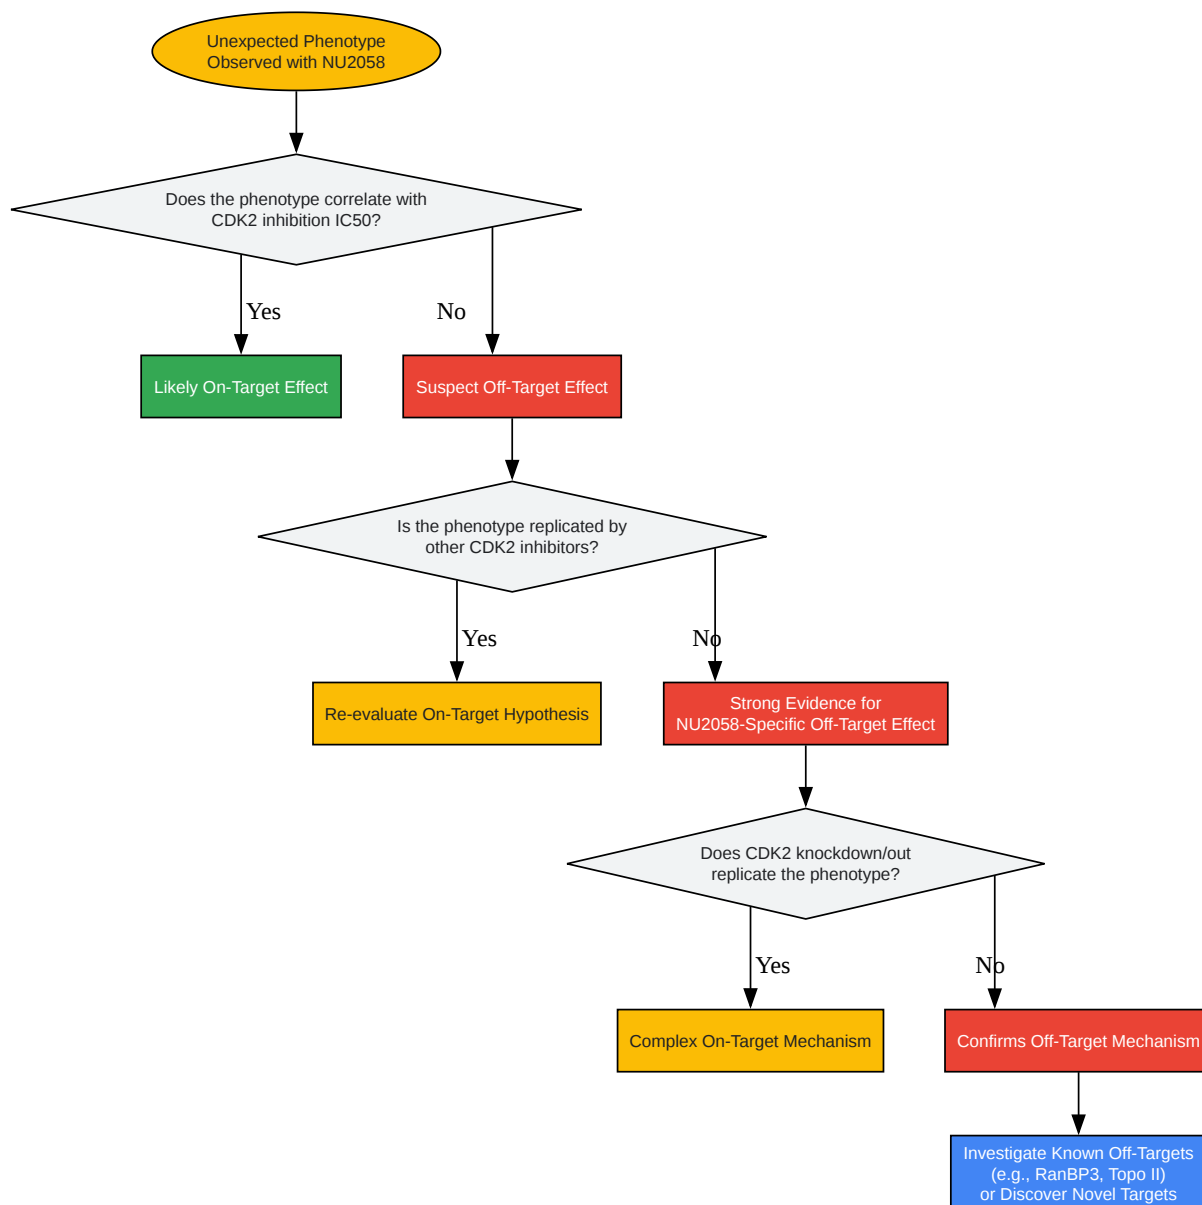 Unexpected Phenotype
Observed with NU2058
Does the phenotype correlate with
CDK2 inhibition IC50?
Yes
No
Likely On-Target Effect
Suspect Off-Target Effect
Is the phenotype replicated by
other CDK2 inhibitors?
Yes
No
Re-evaluate On-Target Hypothesis
Strong Evidence for
NU2058-Specific Off-Target Effect
Does CDK2 knockdown/out
replicate the phenotype?
Yes
No
Complex On-Target Mechanism
Confirms Off-Target Mechanism
Investigate Known Off-Targets
(e.g., RanBP3, Topo II)
or Discover Novel Targets